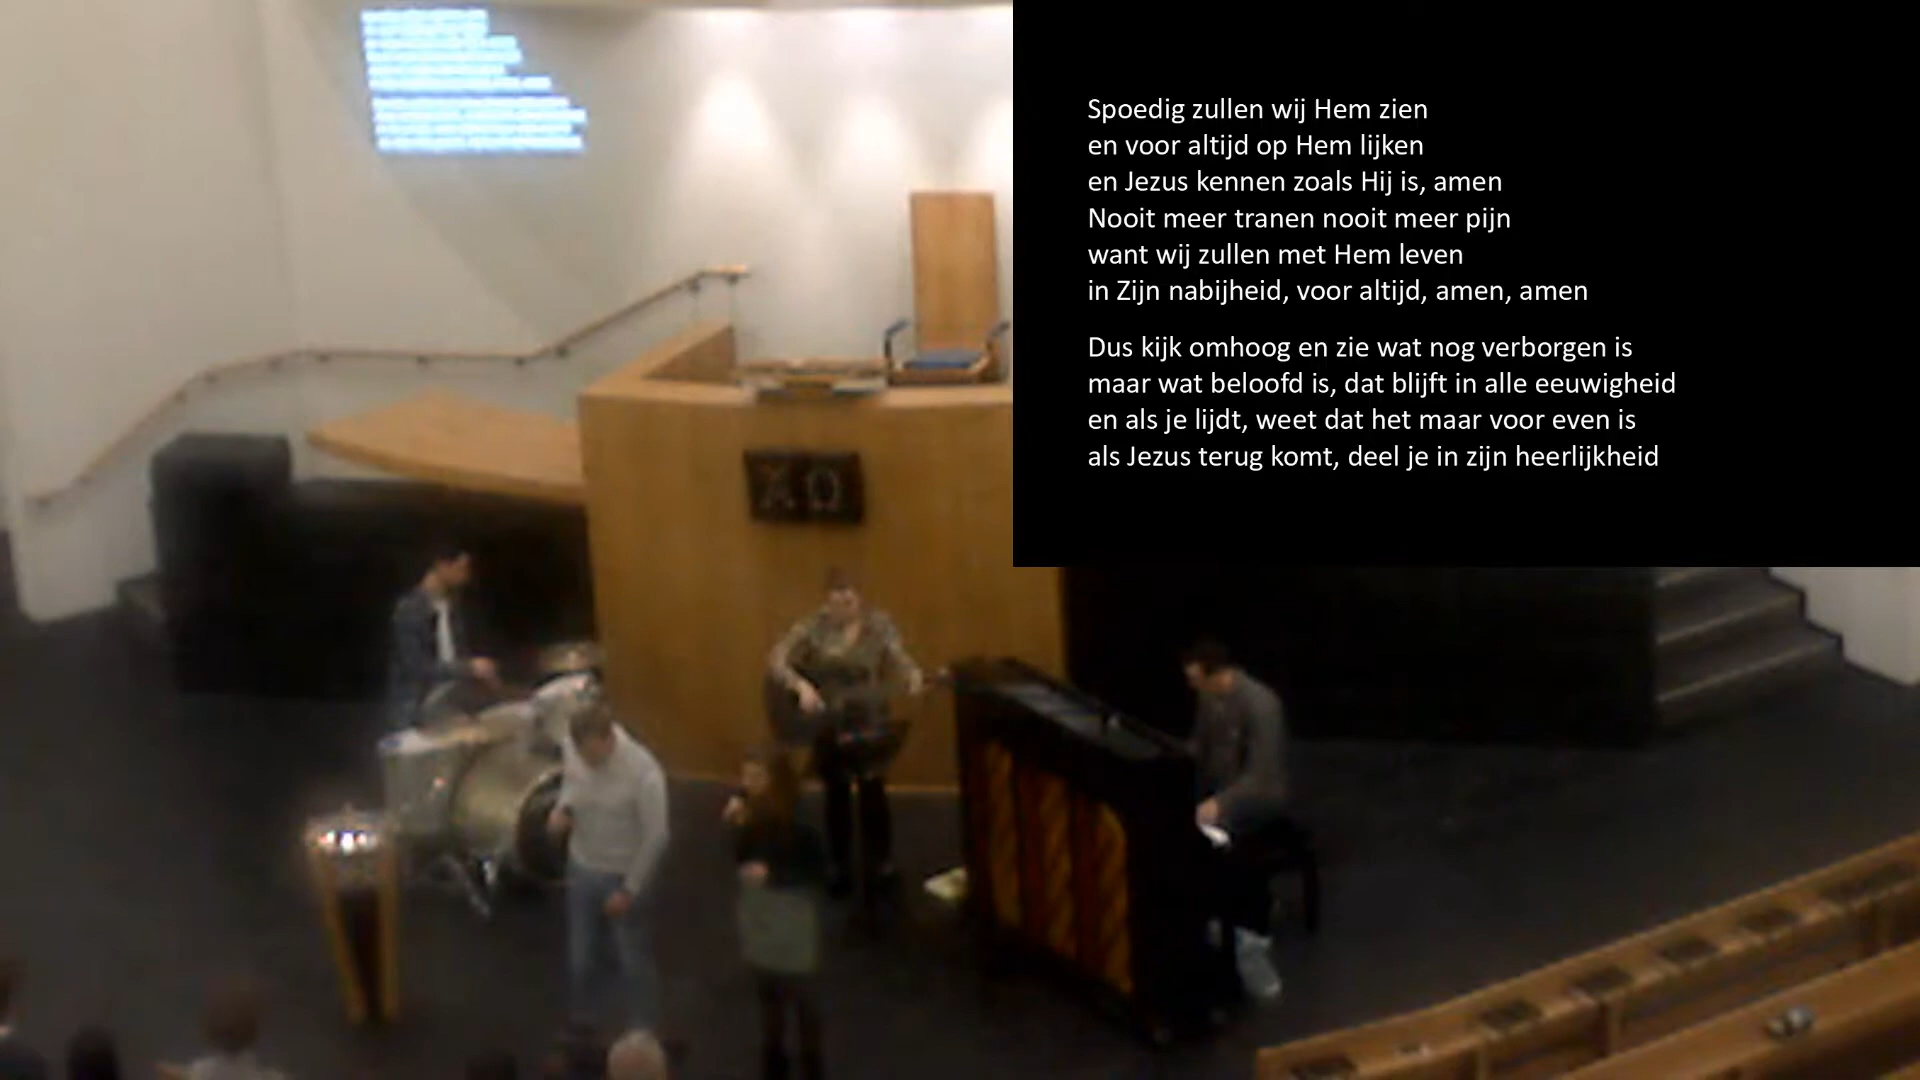 Spoedig zullen wij Hem zien
en voor altijd op Hem lijken
en Jezus kennen zoals Hij is, amen
Nooit meer tranen nooit meer pijn
want wij zullen met Hem leven
in Zijn nabijheid, voor altijd, amen, amen
Dus kijk omhoog en zie wat nog verborgen is
maar wat beloofd is, dat blijft in alle eeuwigheid
en als je lijdt, weet dat het maar voor even is
als Jezus terug komt, deel je in zijn heerlijkheid